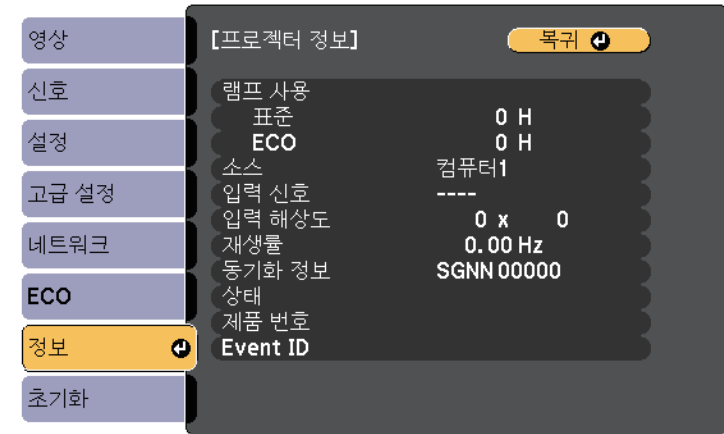 영상
신호
설정
고급 설정
네트워크
ECO
정보
초기화
[프로젝터 정보]
복귀
램프 사용
표준 0 H
ECO 0 H
소스 컴퓨터1
입력 신호 ----
입력 해상도 0 x 0
재생률 0.00 Hz
동기화 정보 SGNN 00000
상태
제품 번호
Event ID